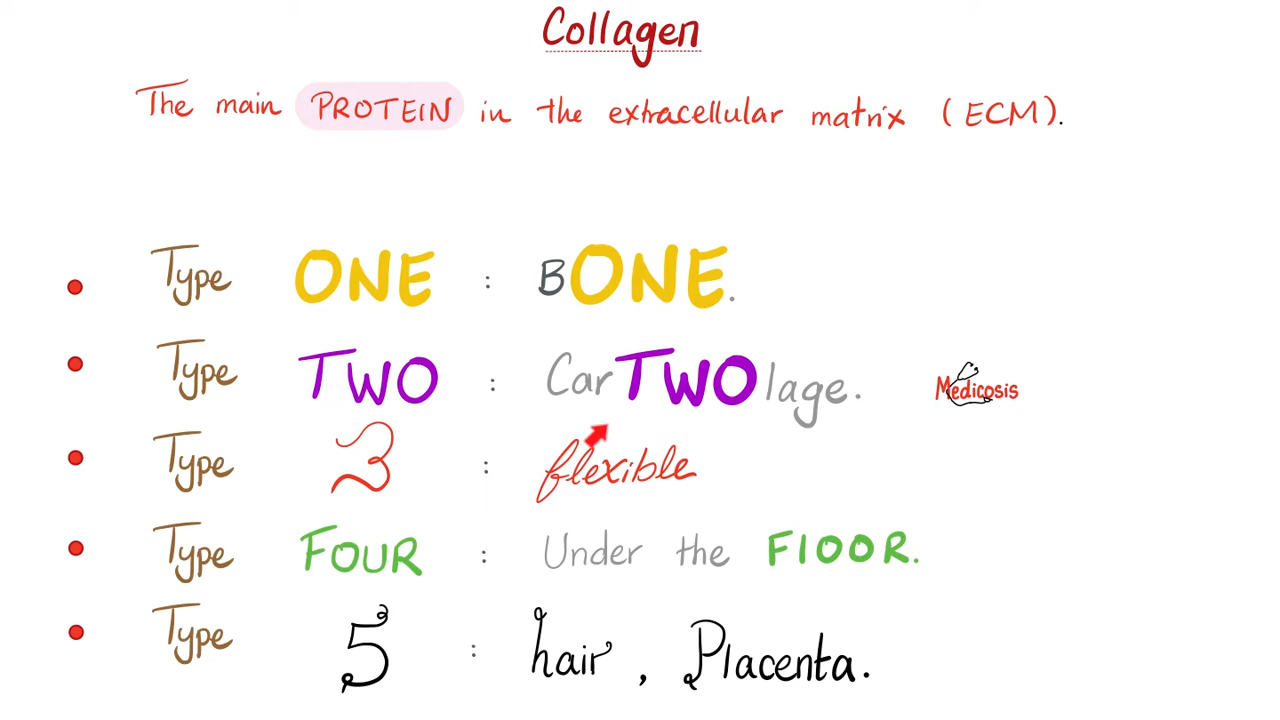 Collagen
The main PROTEIN in the extracellular matrix (ECM).
• Type ONE : BONE.
• Type TWO : CarTWOlage.
Medicosis
• Type 3 : flexible
• Type FOUR : Under the FlOOR.
• Type 5 : hair, Placenta.